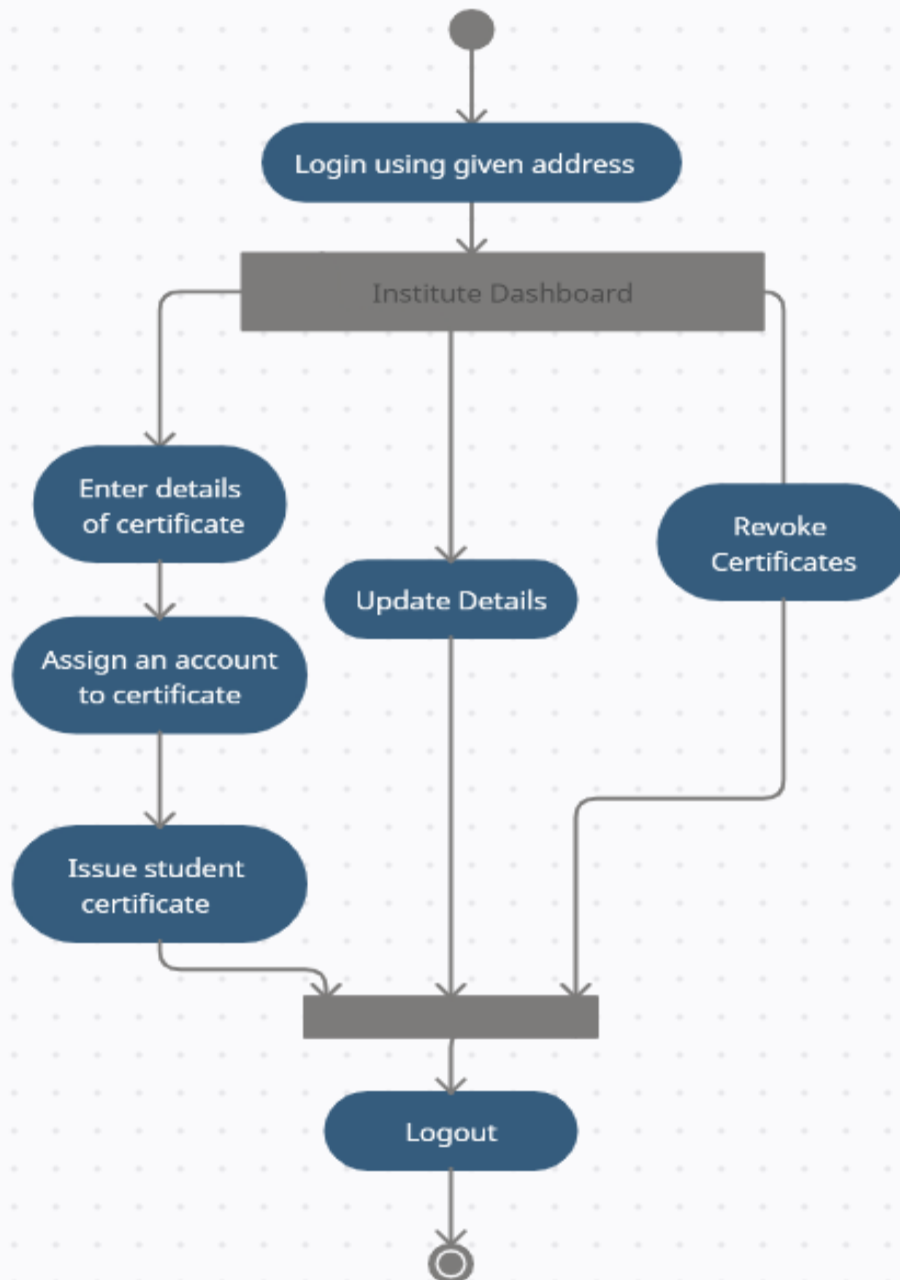 Login using given address
Institute Dashboard
Enter details
of certificate
Assign an account
to certificate
Issue student
certificate
Update Details
Revoke
Certificates
Logout